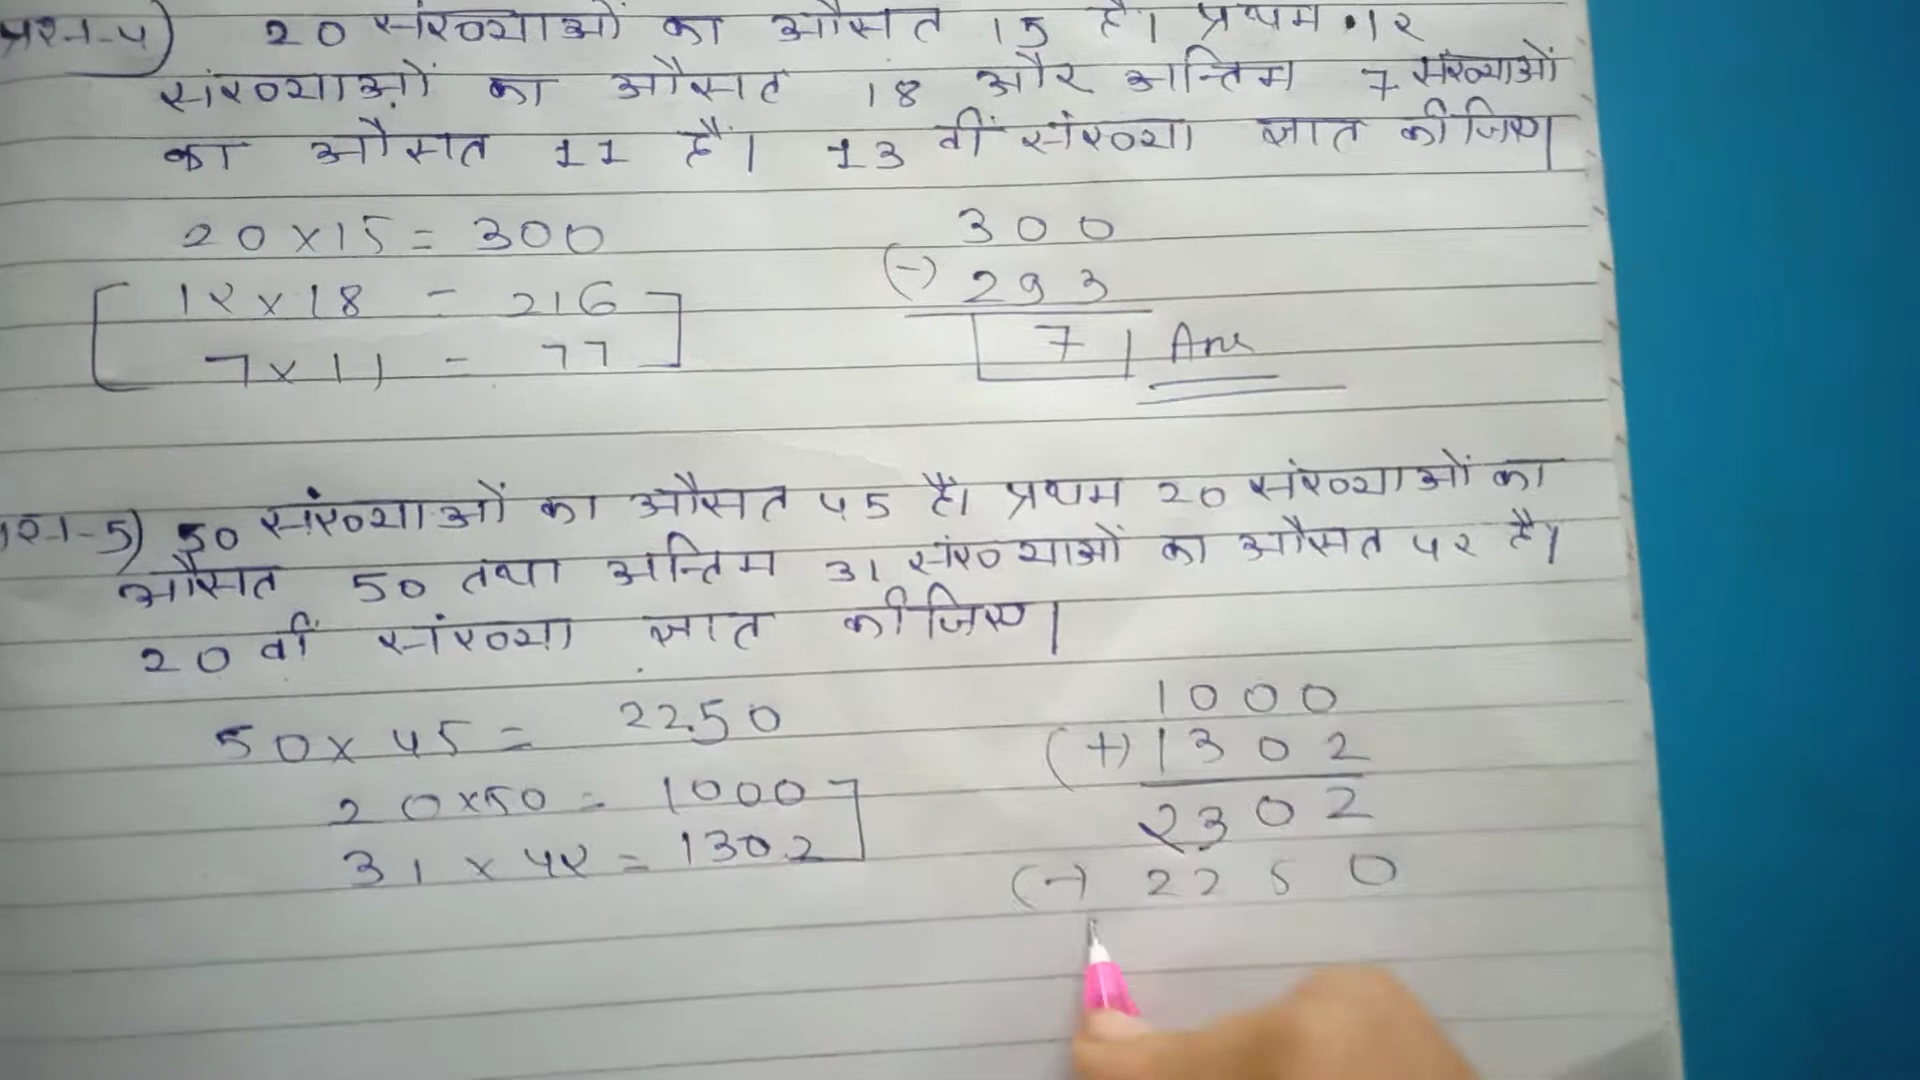 प्रश्न-4) 20 संख्याओं का औसत 15 है। प्रथम 12
संख्याओं का औसत 18 और अन्तिम 7 संख्याओं
का औसत 11 है। 13 वीं संख्या ज्ञात कीजिए।
20×15 = 300
12×18 = 216
7×11 = 77
300
(-) 293
7 Ans
प्रश्न-5) 50 संख्याओं का औसत 45 है। प्रथम 20 संख्याओं का
औसत 50 तथा अन्तिम 31 संख्याओं का औसत 42 है।
20 वीं संख्या ज्ञात कीजिए।
50×45 = 2250
20×50 = 1000
31×42 = 1302
1000
(+) 1302
2302
(-) 2250